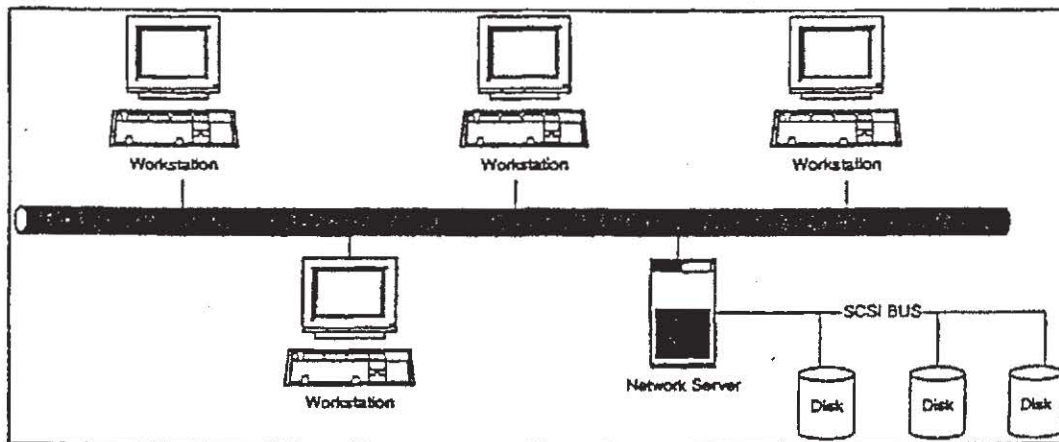 Workstation
Workstation
Workstation
SCSI BUS
Network Server
Workstation
Disk
Disk
Disk